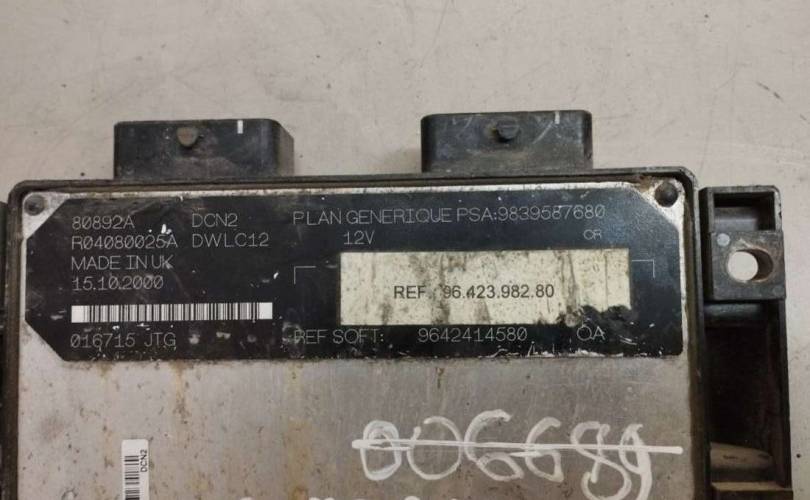 80892A DCN2 PLAN GENERIQUE PSA:9839587680
R04080025A DWLC12 12V CR
MADE IN UK
15.10.2000
REF. 96.423.982.80
016715 JTG REF SOFT: 9642414580 OA
DCN2
006689